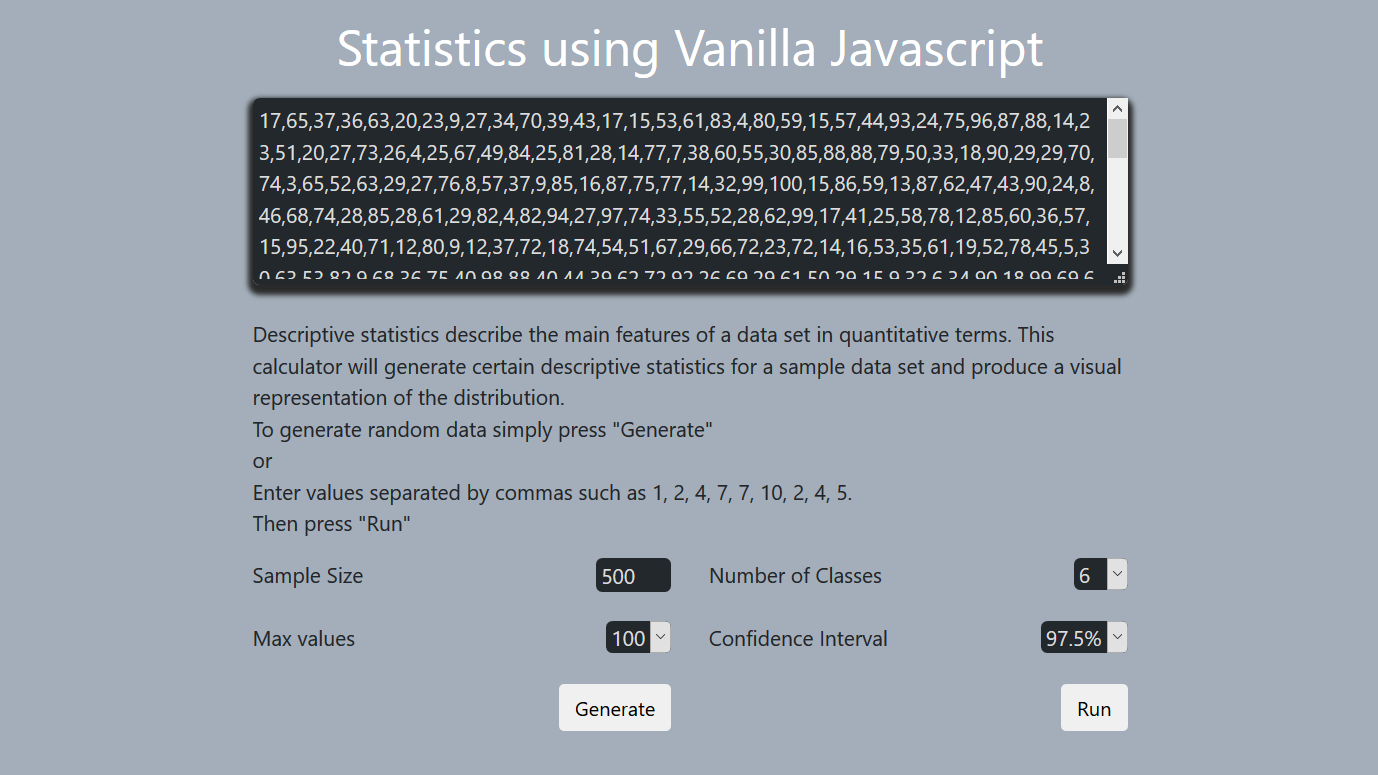 Statistics using Vanilla Javascript
17,65,37,36,63,20,23,9,27,34,70,39,43,17,15,53,61,83,4,80,59,15,57,44,93,24,75,96,87,88,14,2
3,51,20,27,73,26,4,25,67,49,84,25,81,28,14,77,7,38,60,55,30,85,88,88,79,50,33,18,90,29,29,70,
74,3,65,52,63,29,27,76,8,57,37,9,85,16,87,75,77,14,32,99,100,15,86,59,13,87,62,47,43,90,24,8,
46,68,74,28,85,28,61,29,82,4,82,94,27,97,74,33,55,52,28,62,99,17,41,25,58,78,12,85,60,36,57,
15,95,22,40,71,12,80,9,12,37,72,18,74,54,51,67,29,66,72,23,72,14,16,53,35,61,19,52,78,45,5,3
Descriptive statistics describe the main features of a data set in quantitative terms. This
calculator will generate certain descriptive statistics for a sample data set and produce a visual
representation of the distribution.
To generate random data simply press "Generate"
or
Enter values separated by commas such as 1, 2, 4, 7, 7, 10, 2, 4, 5.
Then press "Run"
Sample Size 500 Number of Classes 6
Max values 100 Confidence Interval 97.5%
Generate Run